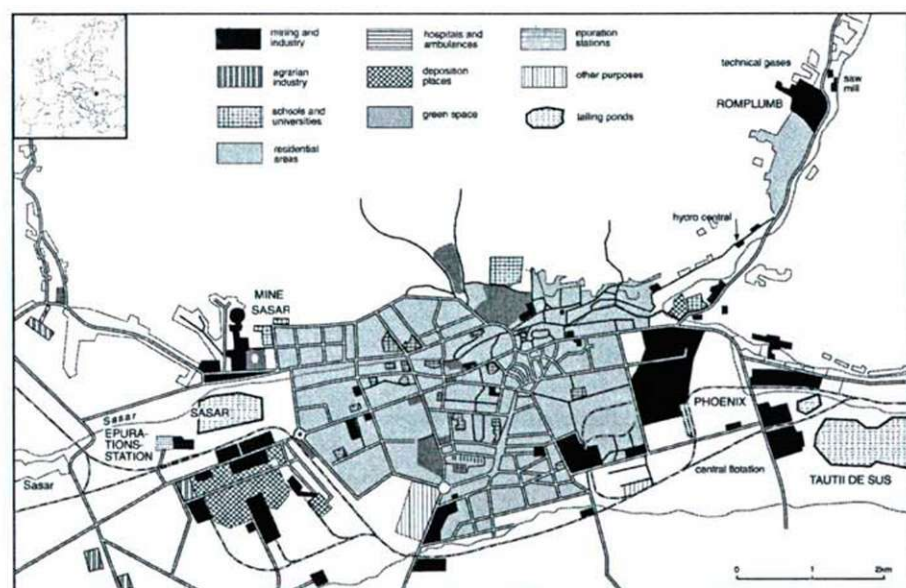 mining and
industry
agrarian
industry
schools and
universities
residential
areas
hospitals and
ambulances
deposition
places
green space
epuration
stations
other purposes
tailing ponds
technical gases
saw
mill
ROMPLUMB
hydro central
MINE
SASAR
SASAR
Sasar
EPURA-
TIONS-
STATION
Sasar
PHOENIX
central flotation
TAUTII DE SUS
0 1 2km